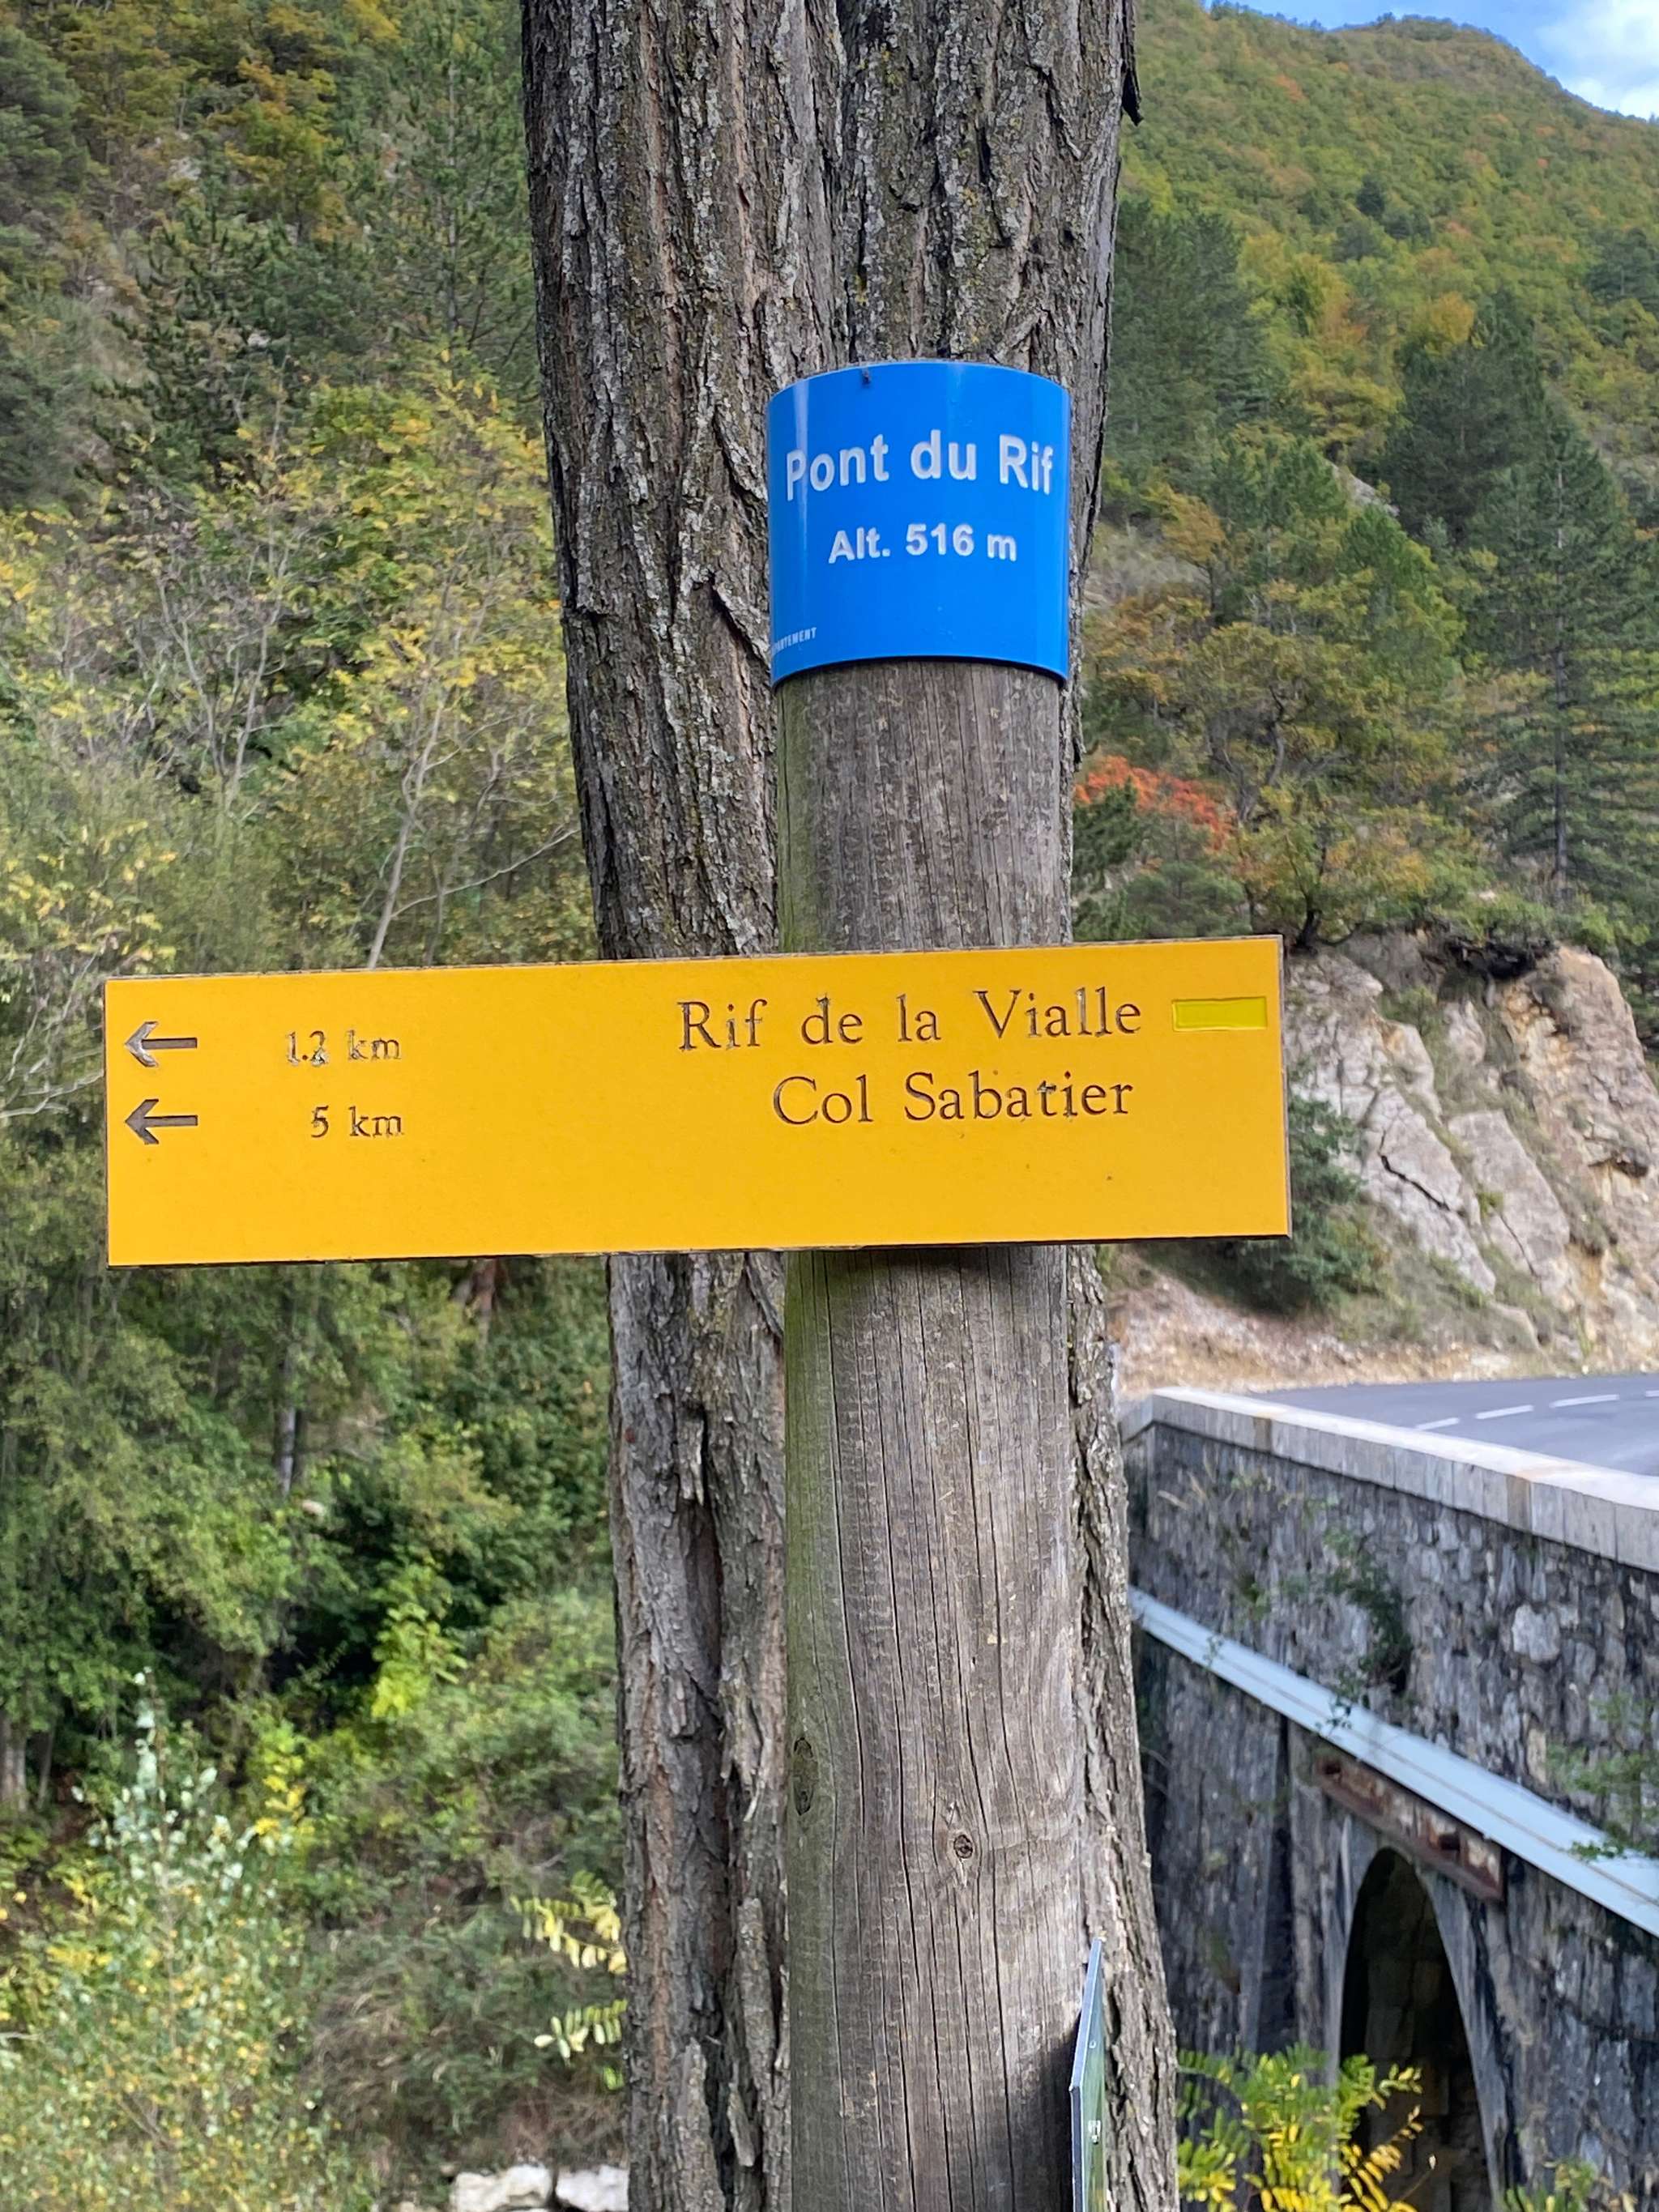 Pont du Rif
Alt. 516 m
1.2 km Rif de la Vialle
5 km Col Sabatier